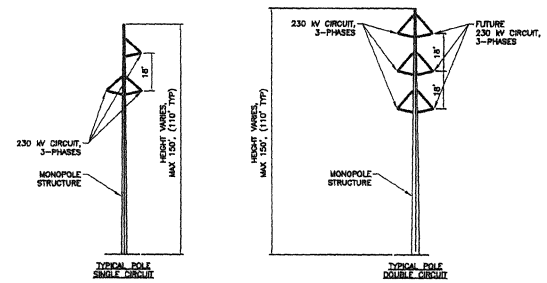 18'
230 kV CIRCUIT,
3-PHASES
MONOPOLE
STRUCTURE
HEIGHT VARIES,
MAX 150', (110' TYP)
TYPICAL POLE
SINGLE CIRCUIT
230 kV CIRCUIT,
3-PHASES
FUTURE
230 kV CIRCUIT,
3-PHASES
18'
18'
HEIGHT VARIES,
MAX 150', (110' TYP)
MONOPOLE
STRUCTURE
TYPICAL POLE
DOUBLE CIRCUIT